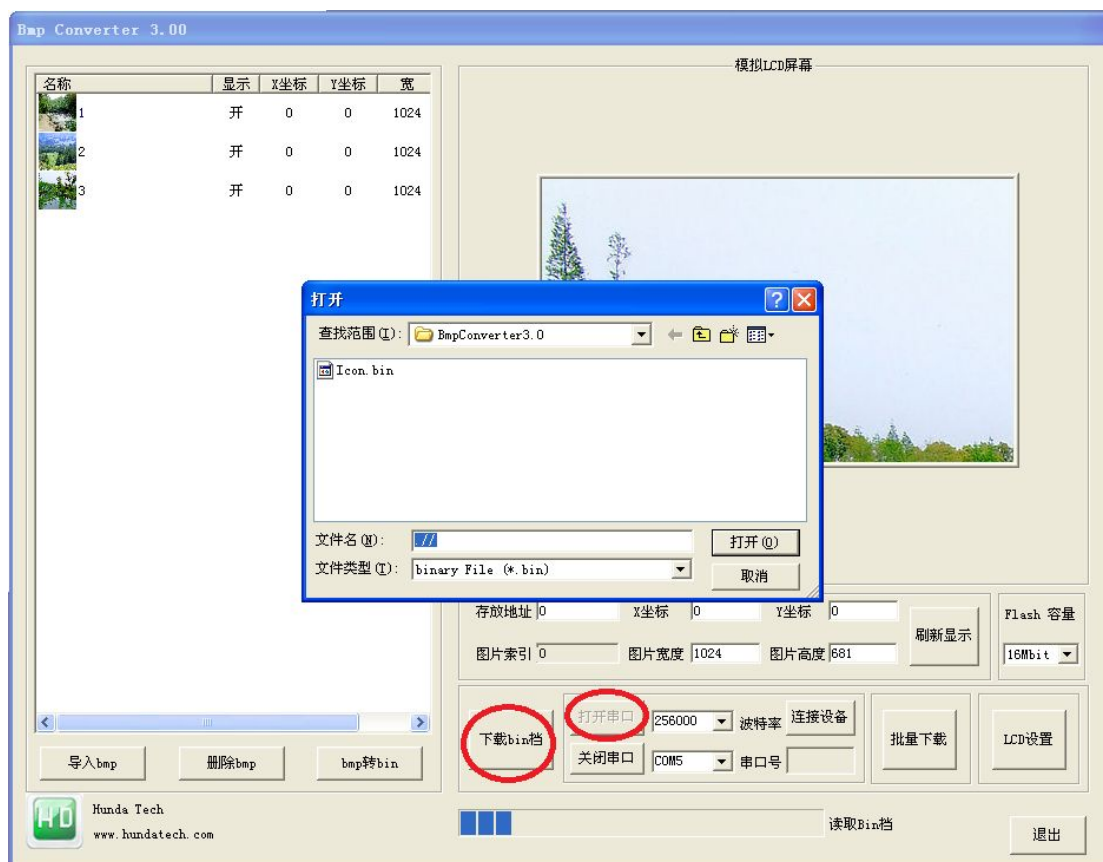 Bmp Converter 3.00
名称 显示 X坐标 Y坐标 宽
1 开 0 0 1024
2 开 0 0 1024
3 开 0 0 1024
模拟LCD屏幕
打开
查找范围(I): BmpConverter3.0
Icon.bin
文件名(N): .//
打开(O)
文件类型(T): binary File (*.bin)
取消
存放地址 0 X坐标 0 Y坐标 0
刷新显示
图片索引 0 图片宽度 1024 图片高度 681
Flash 容量
16Mbit
下载bin档
打开串口 256000 波特率 连接设备
关闭串口 COM5 串口号
批量下载
LCD设置
导入bmp 删除bmp bmp转bin
HD
Hunda Tech
www.hundatech.com
读取Bin档
退出